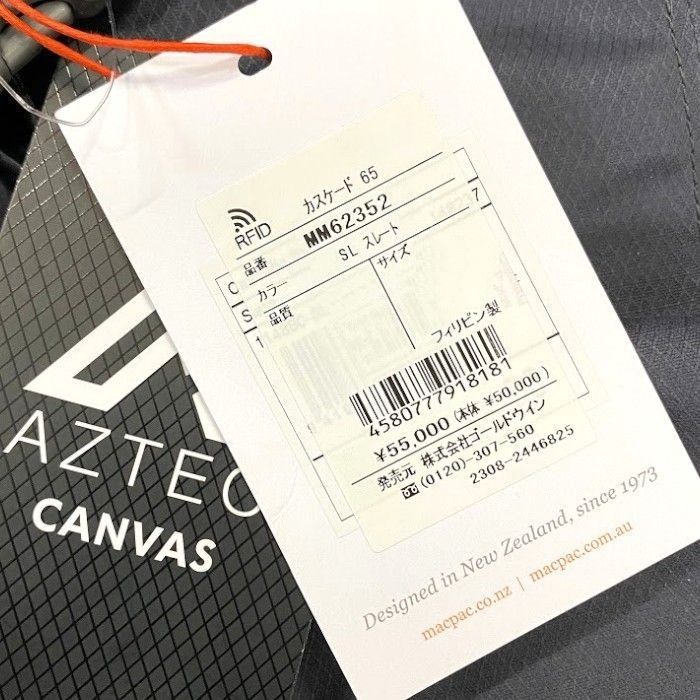 RFID カスケード 65
品番 MM62352
カラー SL スレート
品質 サイズ
フィリピン製
4580777918181
¥55,000 (本体 ¥50,000)
発売元 株式会社ゴールドウイン
(0120)-307-560
2308-2446825
Designed in New Zealand, since 1973
macpac.co.nz | macpac.com.au
AZTEC
CANVAS